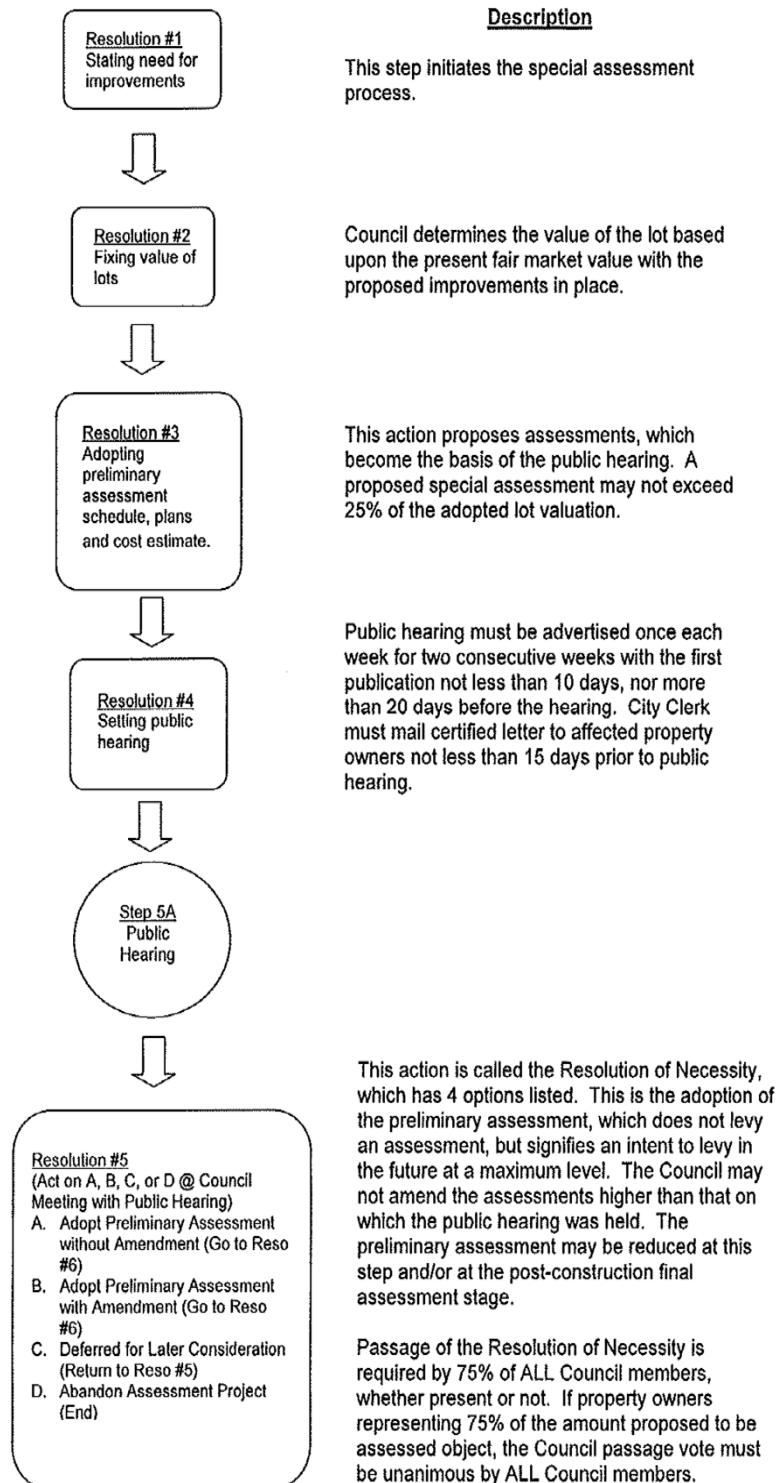 Description
Resolution #1
Stating need for
improvements
This step initiates the special assessment
process.
Resolution #2
Fixing value of
lots
Council determines the value of the lot based
upon the present fair market value with the
proposed improvements in place.
Resolution #3
Adopting
preliminary
assessment
schedule, plans
and cost estimate.
This action proposes assessments, which
become the basis of the public hearing. A
proposed special assessment may not exceed
25% of the adopted lot valuation.
Resolution #4
Setting public
hearing
Public hearing must be advertised once each
week for two consecutive weeks with the first
publication not less than 10 days, nor more
than 20 days before the hearing. City Clerk
must mail certified letter to affected property
owners not less than 15 days prior to public
hearing.
Step 5A
Public
Hearing
Resolution #5
(Act on A, B, C, or D @ Council
Meeting with Public Hearing)
A. Adopt Preliminary Assessment
without Amendment (Go to Reso
#6)
B. Adopt Preliminary Assessment
with Amendment (Go to Reso
#6)
C. Deferred for Later Consideration
(Return to Reso #5)
D. Abandon Assessment Project
(End)
This action is called the Resolution of Necessity,
which has 4 options listed. This is the adoption of
the preliminary assessment, which does not levy
an assessment, but signifies an intent to levy in
the future at a maximum level. The Council may
not amend the assessments higher than that on
which the public hearing was held. The
preliminary assessment may be reduced at this
step and/or at the post-construction final
assessment stage.
Passage of the Resolution of Necessity is
required by 75% of ALL Council members,
whether present or not. If property owners
representing 75% of the amount proposed to be
assessed object, the Council passage vote must
be unanimous by ALL Council members.